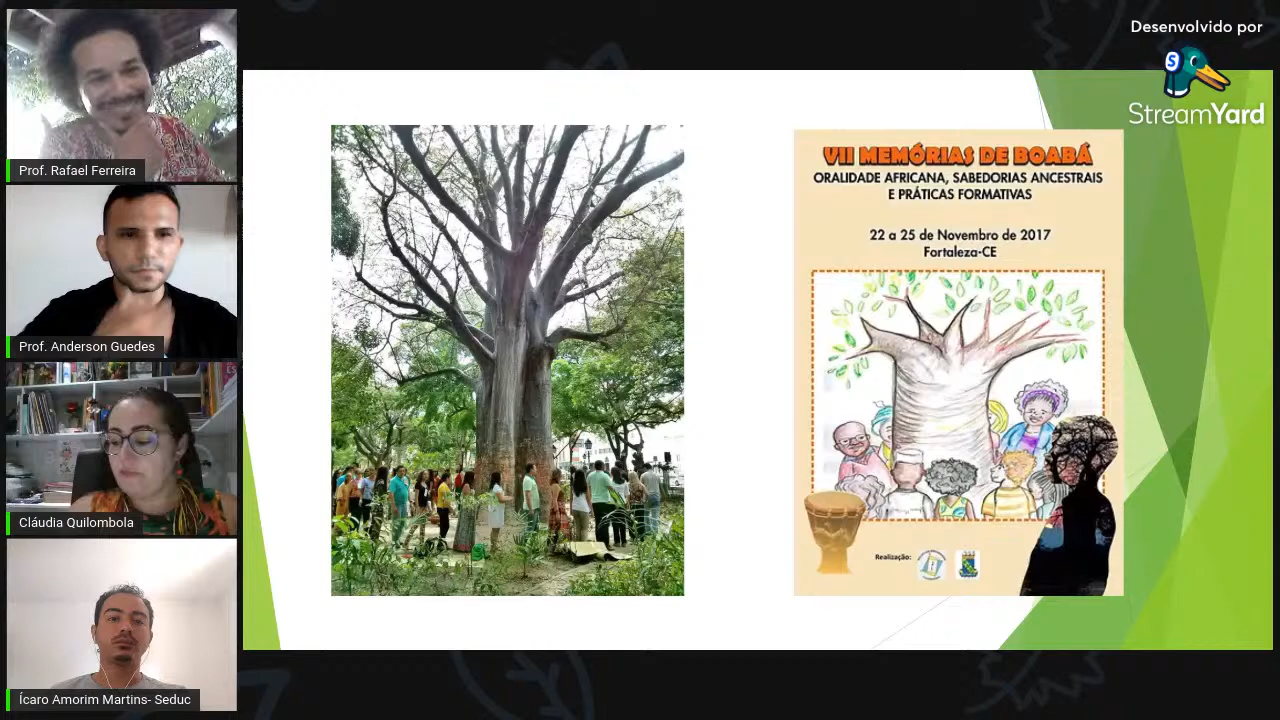 Prof. Rafael Ferreira
Prof. Anderson Guedes
Cláudia Quilombola
Ícaro Amorim Martins- Seduc
VII MEMÓRIAS DE BOABÁ
ORALIDADE AFRICANA, SABEDORIAS ANCESTRAIS
E PRÁTICAS FORMATIVAS
22 a 25 de Novembro de 2017
Fortaleza-CE
Realização:
Desenvolvido por
S
StreamYard